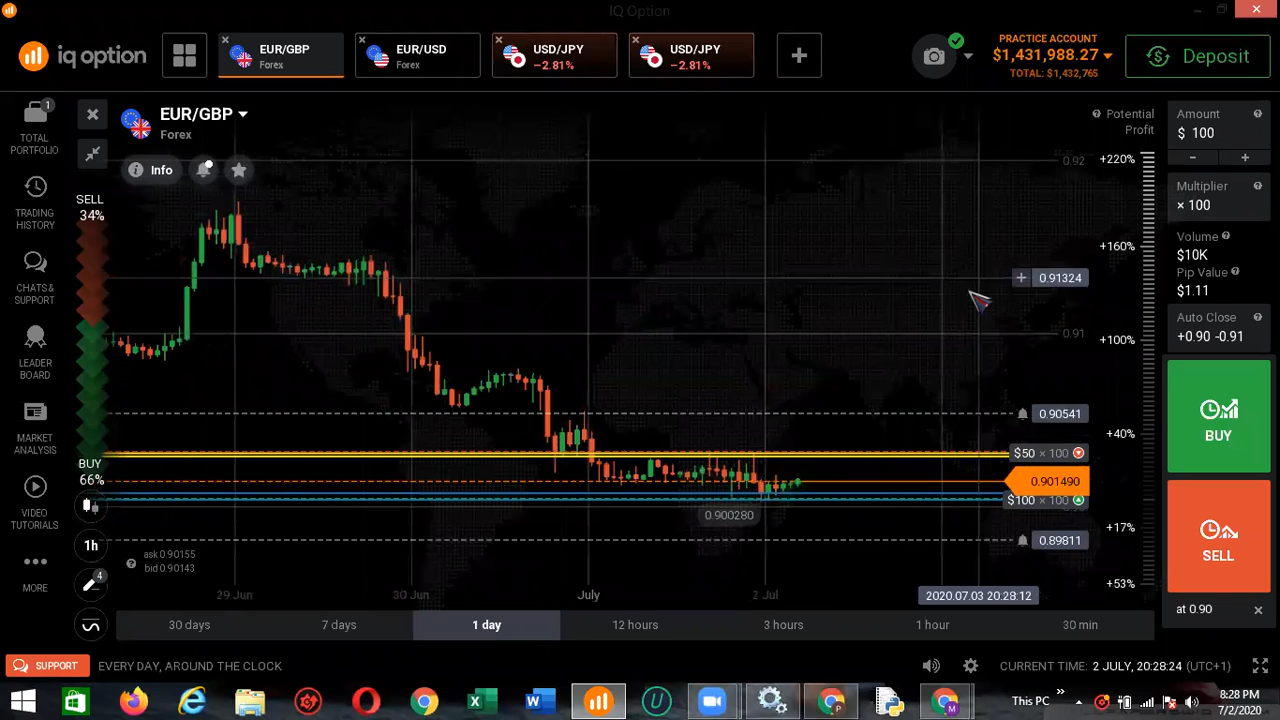 IQ Option
iq option
EUR/GBP
Forex
EUR/USD
Forex
USD/JPY
−2.81%
USD/JPY
−2.81%
PRACTICE ACCOUNT
$1,431,988.27
TOTAL: $1,432,765
Deposit
1
TOTAL
PORTFOLIO
TRADING
HISTORY
CHATS &
SUPPORT
LEADER
BOARD
MARKET
ANALYSIS
VIDEO
TUTORIALS
MORE
EUR/GBP
Forex
Info
SELL
34%
BUY
66%
1h
4
ask 0.90155
bid 0.90143
0.92
0.91324
0.91
0.90541
$50 × 100
0.901490
$100 × 100
0.900280
0.89811
29 Jun
30 Jun
July
2 Jul
2020.07.03 20:28:12
Potential
Profit
+220%
+160%
+100%
+40%
+17%
+53%
Amount
$ 100
− +
Multiplier
× 100
Volume
$10K
Pip Value
$1.11
Auto Close
+0.90 -0.91
BUY
SELL
at 0.90
30 days
7 days
1 day
12 hours
3 hours
1 hour
30 min
SUPPORT
EVERY DAY, AROUND THE CLOCK
CURRENT TIME: 2 JULY, 20:28:24 (UTC+1)
This PC
8:28 PM
7/2/2020